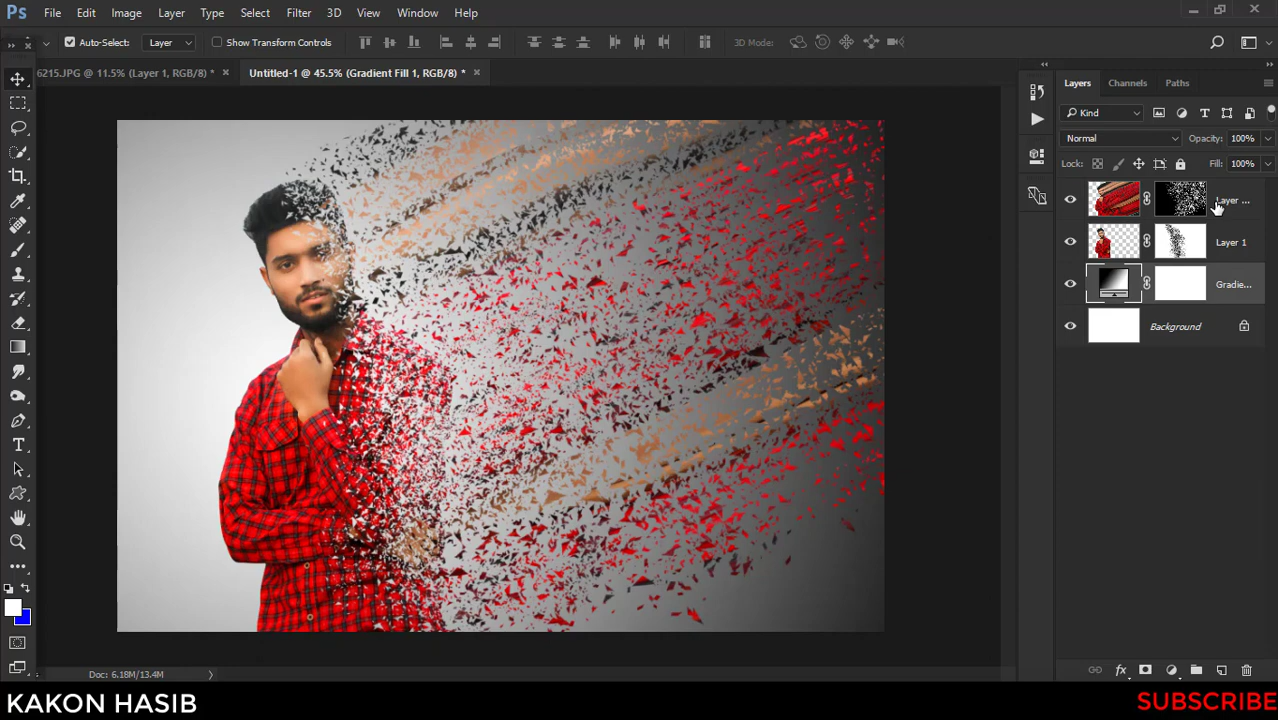 Ps File Edit Image Layer Type Select Filter 3D View Window Help
Auto-Select: Layer Show Transform Controls 3D Mode:
6215.JPG @ 11.5% (Layer 1, RGB/8) * × Untitled-1 @ 45.5% (Gradient Fill 1, RGB/8) * ×
Layers Channels Paths
Kind
Normal Opacity: 100%
Lock: Fill: 100%
Layer ...
Layer 1
Gradie...
Background
T
Doc: 6.18M/13.4M
fx
KAKON HASIB
SUBSCRIBE